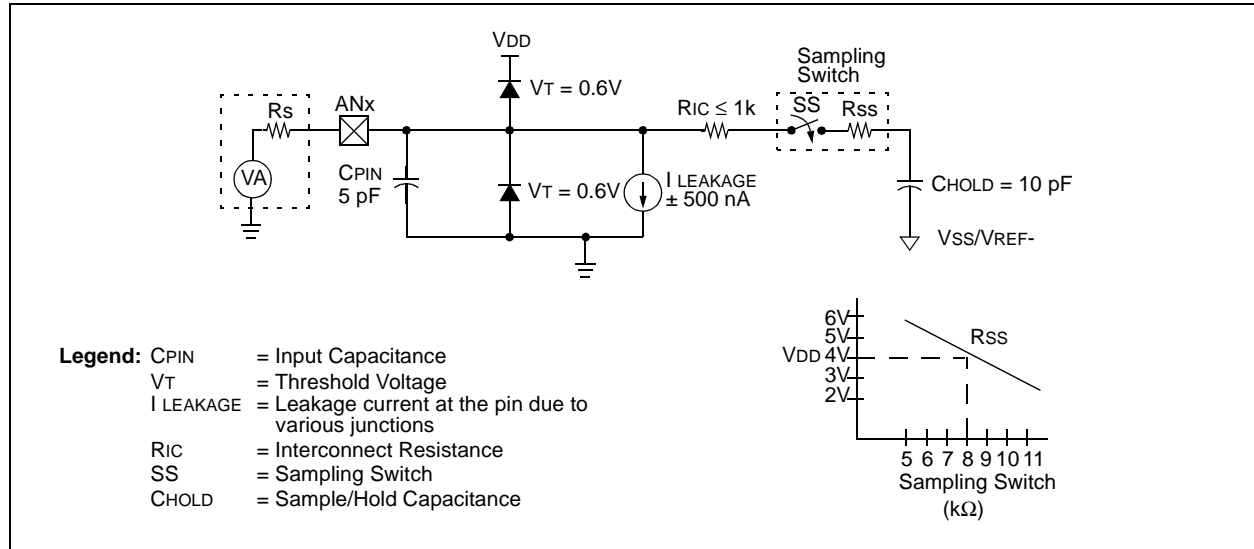 VDD
Sampling
Switch
VT = 0.6V
Rs
ANx
RIC ≤ 1k
SS
Rss
VA
CPIN
5 pF
VT = 0.6V
I LEAKAGE
± 500 nA
CHOLD = 10 pF
VSS/VREF-
Legend: CPIN = Input Capacitance
VT = Threshold Voltage
I LEAKAGE = Leakage current at the pin due to
various junctions
RIC = Interconnect Resistance
SS = Sampling Switch
CHOLD = Sample/Hold Capacitance
6V
5V
RSS
VDD 4V
3V
2V
5 6 7 8 9 10 11
Sampling Switch
(kΩ)